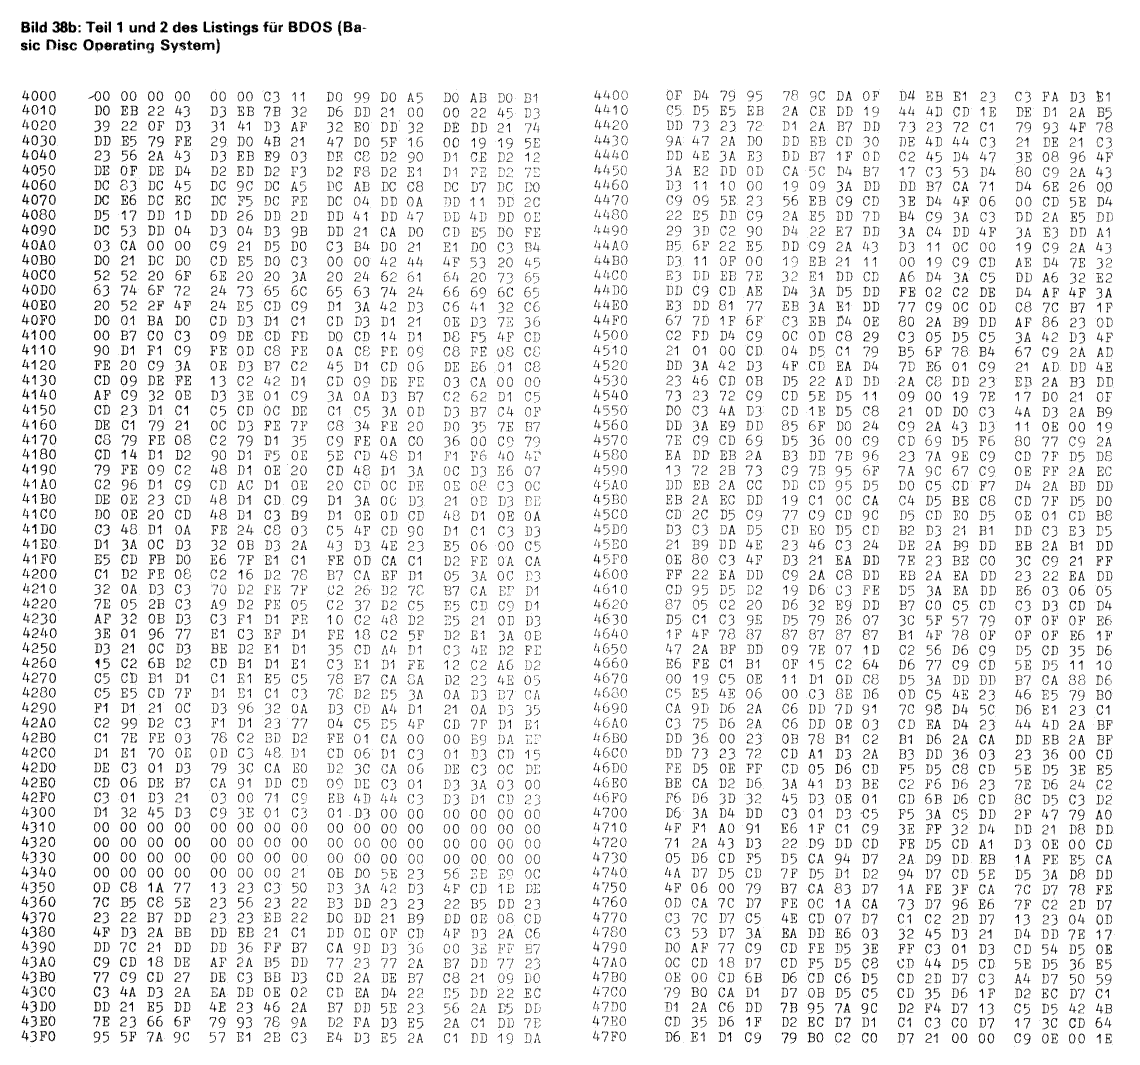 Bild 38b: Teil 1 und 2 des Listings für BDOS (Ba-
sic Disc Operating System)
4000 00 00 00 00 00 00 C3 11 D0 99 D0 A5 D0 AB D0 B1
4010 D0 EB 22 43 D3 EB 7B 32 D6 DD 21 00 00 22 45 D3
4020 39 22 0F D3 31 41 D3 AF 32 E0 DD 32 DE DD 21 74
4030 DD E5 79 FE 29 D0 4B 21 47 D0 5F 16 00 19 19 5E
4040 23 56 2A 43 D3 EB E9 03 DE C8 D2 90 D1 CE D2 12
4050 DE 0F DE D4 D2 ED D2 F3 D2 F8 D2 E1 D1 FE D2 7E
4060 DC 83 DC 45 DC 9C DC A5 DC AB DC C8 DC D7 DC D0
4070 DC E6 DC EC DC F5 DC FE DC 04 DD 0A DD 11 DD 2C
4080 D5 17 DD 1D DD 26 DD 2D DD 41 DD 47 DD 4D DD 0E
4090 DC 53 DD 04 D3 04 D3 9B DD 21 CA D0 CD E5 D0 FE
40A0 03 CA 00 00 C9 21 D5 D0 C3 B4 D0 21 E1 D0 C3 B4
40B0 D0 21 DC D0 CD E5 D0 C3 00 00 42 44 4F 53 20 45
40C0 52 52 20 6F 6E 20 20 3A 20 24 62 61 64 20 73 65
40D0 63 74 6F 72 24 73 65 6C 65 63 74 24 66 69 6C 65
40E0 20 52 2F 4F 24 E5 CD C9 D1 3A 42 D3 C6 41 32 C6
40F0 D0 01 BA D0 CD D3 D1 C1 CD D3 D1 21 0E D3 7E 36
4100 00 B7 C0 C3 09 DE CD FE D0 CD 14 D1 D8 F5 4F CD
4110 90 D1 F1 C9 FE 0D C8 FE 0A C8 FE 09 C8 FE 08 C8
4120 FE 20 C9 3A 0E D3 B7 C2 45 D1 CD 06 DE E6 01 C8
4130 CD 09 DE FE 13 C2 42 D1 CD 09 DE FE 03 CA 00 00
4140 AF C9 32 0E D3 3E 01 C9 3A 0A D3 B7 C2 62 D1 C5
4150 CD 23 D1 C1 C5 CD 0C DE C1 C5 3A 0D D3 B7 C4 0F
4160 DE C1 79 21 0C D3 FE 7F C8 34 FE 20 D0 35 7E B7
4170 C8 79 FE 08 C2 79 D1 35 C9 FE 0A C0 36 00 C9 79
4180 CD 14 D1 D2 90 D1 F5 0E 5E CD 48 D1 F1 F6 40 4F
4190 79 FE 09 C2 48 D1 0E 20 CD 48 D1 3A 0C D3 E6 07
41A0 C2 96 D1 C9 CD AC D1 0E 20 CD 0C DE 0E 08 C3 0C
41B0 DE 0E 23 CD 48 D1 CD C9 D1 3A 0C D3 21 0B D3 BE
41C0 D0 0E 20 CD 48 D1 C3 B9 D1 0E 0D CD 48 D1 0E 0A
41D0 C3 48 D1 0A FE 24 C8 03 C5 4F CD 90 D1 C1 C3 D3
41E0 D1 3A 0C D3 32 0B D3 2A 43 D3 4E 23 E5 06 00 C5
41F0 E5 CD FB D0 E6 7F E1 C1 FE 0D CA C1 D2 FE 0A CA
4200 C1 D2 FE 08 C2 16 D2 78 B7 CA EF D1 05 3A 0C D3
4210 32 0A D3 C3 70 D2 FE 7F C2 26 D2 78 B7 CA EF D1
4220 7E 05 2B C3 A9 D2 FE 05 C2 37 D2 C5 E5 CD C9 D1
4230 AF 32 0B D3 C3 F1 D1 FE 10 C2 48 D2 E5 21 0D D3
4240 3E 01 96 77 E1 C3 EF D1 FE 18 C2 5F D2 E1 3A 0B
4250 D3 21 0C D3 BE D2 E1 D1 35 CD A4 D1 C3 4E D2 FE
4260 15 C2 6B D2 CD B1 D1 E1 C3 E1 D1 FE 12 C2 A6 D2
4270 C5 CD B1 D1 C1 E1 E5 C5 78 B7 CA 8A D2 23 4E 05
4280 C5 E5 CD 7F D1 E1 C1 C3 78 D2 E5 3A 0A D3 B7 CA
4290 F1 D1 21 0C D3 96 32 0A D3 CD A4 D1 21 0A D3 35
42A0 C2 99 D2 C3 F1 D1 23 77 04 C5 E5 4F CD 7F D1 E1
42B0 C1 7E FE 03 78 C2 BD D2 FE 01 CA 00 00 B9 DA EF
42C0 D1 E1 70 0E 0D C3 48 D1 CD 06 D1 C3 01 D3 CD 15
42D0 DE C3 01 D3 79 3C CA E0 D2 3C CA 06 DE C3 0C DE
42E0 CD 06 DE B7 CA 91 DD CD 09 DE C3 01 D3 3A 03 00
42F0 C3 01 D3 21 03 00 71 C9 EB 4D 44 C3 D3 D1 CD 23
4300 D1 32 45 D3 C9 3E 01 C3 01 D3 00 00 00 00 00 00
4310 00 00 00 00 00 00 00 00 00 00 00 00 00 00 00 00
4320 00 00 00 00 00 00 00 00 00 00 00 00 00 00 00 00
4330 00 00 00 00 00 00 00 00 00 00 00 00 00 00 00 00
4340 00 00 00 00 00 00 00 21 0B D0 5E 23 56 EB E9 0C
4350 0D C8 1A 77 13 23 C3 50 D3 3A 42 D3 4F CD 1B DE
4360 7C B5 C8 5E 23 56 23 22 B3 DD 23 23 22 B5 DD 23
4370 23 22 B7 DD 23 23 EB 22 D0 DD 21 B9 DD 0E 08 CD
4380 4F D3 2A BB DD EB 21 C1 DD 0E 0F CD 4F D3 2A C6
4390 DD 7C 21 DD DD 36 FF B7 CA 9D D3 36 00 3E FF B7
43A0 C9 CD 18 DE AF 2A B5 DD 77 23 77 2A B7 DD 77 23
43B0 77 C9 CD 27 DE C3 BB D3 CD 2A DE B7 C8 21 09 D0
43C0 C3 4A D3 2A EA DD 0E 02 CD EA D4 22 E5 DD 22 EC
43D0 DD 21 E5 DD 4E 23 46 2A B7 DD 5E 23 56 2A B5 DD
43E0 7E 23 66 6F 79 93 78 9A D2 FA D3 E5 2A C1 DD 7B
43F0 95 5F 7A 9C 57 E1 2B C3 E4 D3 E5 2A C1 DD 19 DA
4400 0F D4 79 95 78 9C DA 0F D4 EB E1 23 C3 FA D3 E1
4410 C5 D5 E5 EB 2A CE DD 19 44 4D CD 1E DE D1 2A B5
4420 DD 73 23 72 D1 2A B7 DD 73 23 72 C1 79 93 4F 78
4430 9A 47 2A D0 DD EB CD 30 DE 4D 44 C3 21 DE 21 C3
4440 DD 4E 3A E3 DD B7 1F 0D C2 45 D4 47 3E 08 96 4F
4450 3A E2 DD 0D CA 5C D4 B7 17 C3 53 D4 80 C9 2A 43
4460 D3 11 10 00 19 09 3A DD DD B7 CA 71 D4 6E 26 00
4470 C9 09 5E 23 56 EB C9 CD 3E D4 4F 06 00 CD 5E D4
4480 22 E5 DD C9 2A E5 DD 7D B4 C9 3A C3 DD 2A E5 DD
4490 29 3D C2 90 D4 22 E7 DD 3A C4 DD 4F 3A E3 DD A1
44A0 B5 6F 22 E5 DD C9 2A 43 D3 11 0C 00 19 C9 2A 43
44B0 D3 11 0F 00 19 EB 21 11 00 19 C9 CD AE D4 7E 32
44C0 E3 DD EB 7E 32 E1 DD CD A6 D4 3A C5 DD A6 32 E2
44D0 DD C9 CD AE D4 3A D5 DD FE 02 C2 DE D4 AF 4F 3A
44E0 E3 DD 81 77 EB 3A E1 DD 77 C9 0C 0D C8 7C B7 1F
44F0 67 7D 1F 6F C3 EB D4 0E 80 2A B9 DD AF 86 23 0D
4500 C2 FD D4 C9 0C 0D C8 29 C3 05 D5 C5 3A 42 D3 4F
4510 21 01 00 CD 04 D5 C1 79 B5 6F 78 B4 67 C9 2A AD
4520 DD 3A 42 D3 4F CD EA D4 7D E6 01 C9 21 AD DD 4E
4530 23 46 CD 0B D5 22 AD DD 2A C8 DD 23 EB 2A B3 DD
4540 73 23 72 C9 CD 5E D5 11 09 00 19 7E 17 D0 21 0F
4550 D0 C3 4A D3 CD 1E D5 C8 21 0D D0 C3 4A D3 2A B9
4560 DD 3A E9 DD 85 6F D0 24 C9 2A 43 D3 11 0E 00 19
4570 7E C9 CD 69 D5 36 00 C9 CD 69 D5 F6 80 77 C9 2A
4580 EA DD EB 2A B3 DD 7B 96 23 7A 9E C9 CD 7F D5 D8
4590 13 72 2B 73 C9 7B 95 6F 7A 9C 67 C9 0E FF 2A EC
45A0 DD EB 2A CC DD CD 95 D5 D0 C5 CD F7 D4 2A BD DD
45B0 EB 2A EC DD 19 C1 0C CA C4 D5 BE C8 CD 7F D5 D0
45C0 CD 2C D5 C9 77 C9 CD 9C D5 CD E0 D5 0E 01 CD B8
45D0 D3 C3 DA D5 CD E0 D5 CD B2 D3 21 B1 DD C3 E3 D5
45E0 21 B9 DD 4E 23 46 C3 24 DE 2A B9 DD EB 2A B1 DD
45F0 0E 80 C3 4F D3 21 EA DD 7E 23 BE C0 3C C9 21 FF
4600 FF 22 EA DD C9 2A C8 DD EB 2A EA DD 23 22 EA DD
4610 CD 95 D5 D2 19 D6 C3 FE D5 3A EA DD E6 03 06 05
4620 87 05 C2 20 D6 32 E9 DD B7 C0 C5 CD C3 D3 CD D4
4630 D5 C1 C3 9E D5 79 E6 07 3C 5F 57 79 0F 0F 0F E6
4640 1F 4F 78 87 87 87 87 87 B1 4F 78 0F 0F 0F E6 1F
4650 47 2A BF DD 09 7E 07 1D C2 56 D6 C9 D5 CD 35 D6
4660 E6 FE C1 B1 0F 15 C2 64 D6 77 C9 CD 5E D5 11 10
4670 00 19 C5 0E 11 D1 0D C8 D5 3A DD DD B7 CA 88 D6
4680 C5 E5 4E 06 00 C3 8E D6 0D C5 4E 23 46 E5 79 B0
4690 CA 9D D6 2A C6 DD 7D 91 7C 98 D4 5C D6 E1 23 C1
46A0 C3 75 D6 2A C6 DD 0E 03 CD EA D4 23 44 4D 2A BF
46B0 DD 36 00 23 0B 78 B1 C2 B1 D6 2A CA DD EB 2A BF
46C0 DD 73 23 72 CD A1 D3 2A B3 DD 36 03 23 36 00 CD
46D0 FE D5 0E FF CD 05 D6 CD F5 D5 C8 CD 5E D5 3E E5
46E0 BE CA D2 D6 3A 41 D3 BE C2 F6 D6 23 7E D6 24 C2
46F0 F6 D6 3D 32 45 D3 0E 01 CD 6B D6 CD 8C D5 C3 D2
4700 D6 3A D4 DD C3 01 D3 C5 F5 3A C5 DD 2F 47 79 A0
4710 4F F1 A0 91 E6 1F C1 C9 3E FF 32 D4 DD 21 D8 DD
4720 71 2A 43 D3 22 D9 DD CD FE D5 CD A1 D3 0E 00 CD
4730 05 D6 CD F5 D5 CA 94 D7 2A D9 DD EB 1A FE E5 CA
4740 4A D7 D5 CD 7F D5 D1 D2 94 D7 CD 5E D5 3A D8 DD
4750 4F 06 00 79 B7 CA 83 D7 1A FE 3F CA 7C D7 78 FE
4760 0D CA 7C D7 FE 0C 1A CA 73 D7 96 E6 7F C2 2D D7
4770 C3 7C D7 C5 4E CD 07 D7 C1 C2 2D D7 13 23 04 0D
4780 C3 53 D7 3A EA DD E6 03 32 45 D3 21 D4 DD 7E 17
4790 D0 AF 77 C9 CD FE D5 3E FF C3 01 D3 CD 54 D5 0E
47A0 0C CD 18 D7 CD F5 D5 C8 CD 44 D5 CD 5E D5 36 E5
47B0 0E 00 CD 6B D6 CD C6 D5 CD 2D D7 C3 A4 D7 50 59
47C0 79 B0 CA D1 D7 0B D5 C5 CD 35 D6 1F D2 EC D7 C1
47D0 D1 2A C6 DD 7B 95 7A 9C D2 F4 D7 13 C5 D5 42 4B
47E0 CD 35 D6 1F D2 EC D7 D1 C1 C3 C0 D7 17 3C CD 64
47F0 D6 E1 D1 C9 79 B0 C2 C0 D7 21 00 00 C9 0E 00 1E